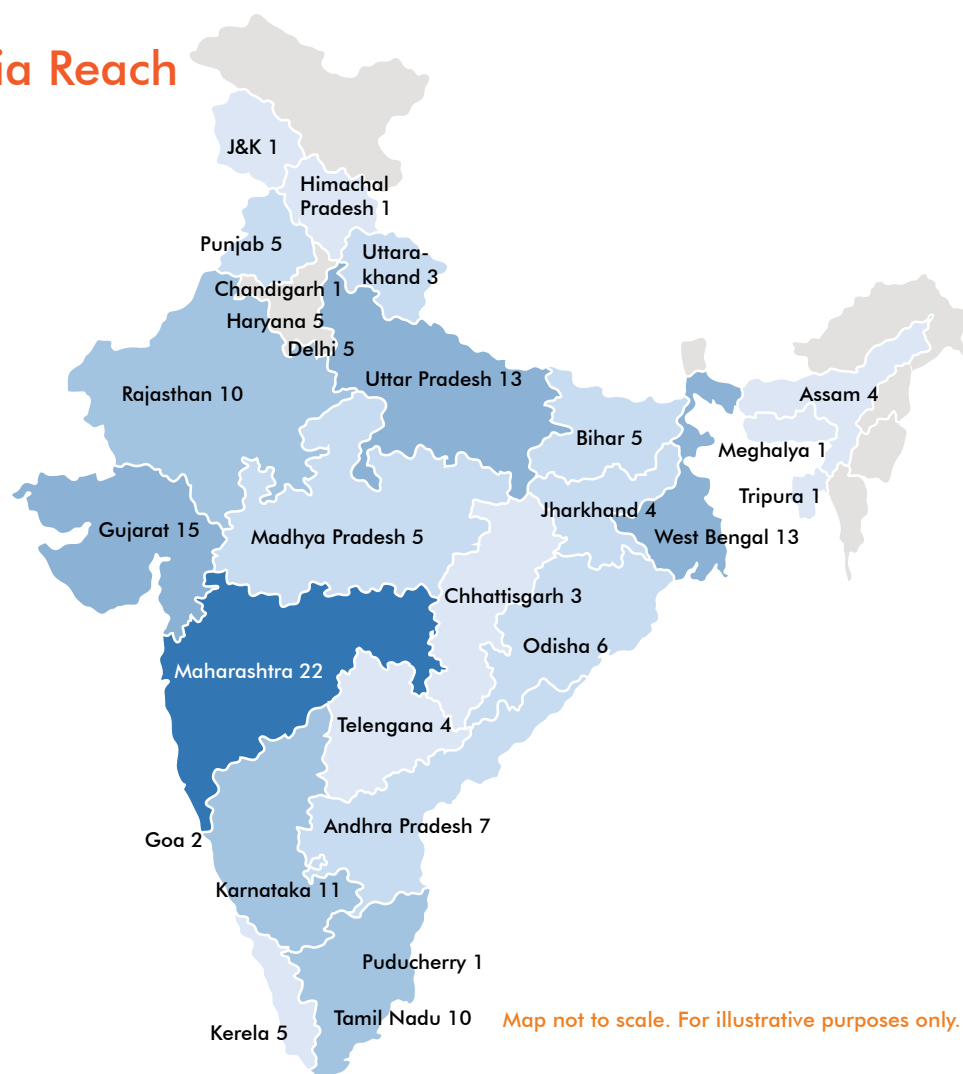 ia Reach
J&K 1
Himachal
Pradesh 1
Punjab 5
Uttara-
khand 3
Chandigarh 1
Haryana 5
Delhi 5
Uttar Pradesh 13
Rajasthan 10
Assam 4
Bihar 5
Meghalya 1
Tripura 1
Jharkhand 4
Gujarat 15
Madhya Pradesh 5
West Bengal 13
Chhattisgarh 3
Odisha 6
Maharashtra 22
Telengana 4
Andhra Pradesh 7
Goa 2
Karnataka 11
Puducherry 1
Tamil Nadu 10
Kerela 5
Map not to scale. For illustrative purposes only.